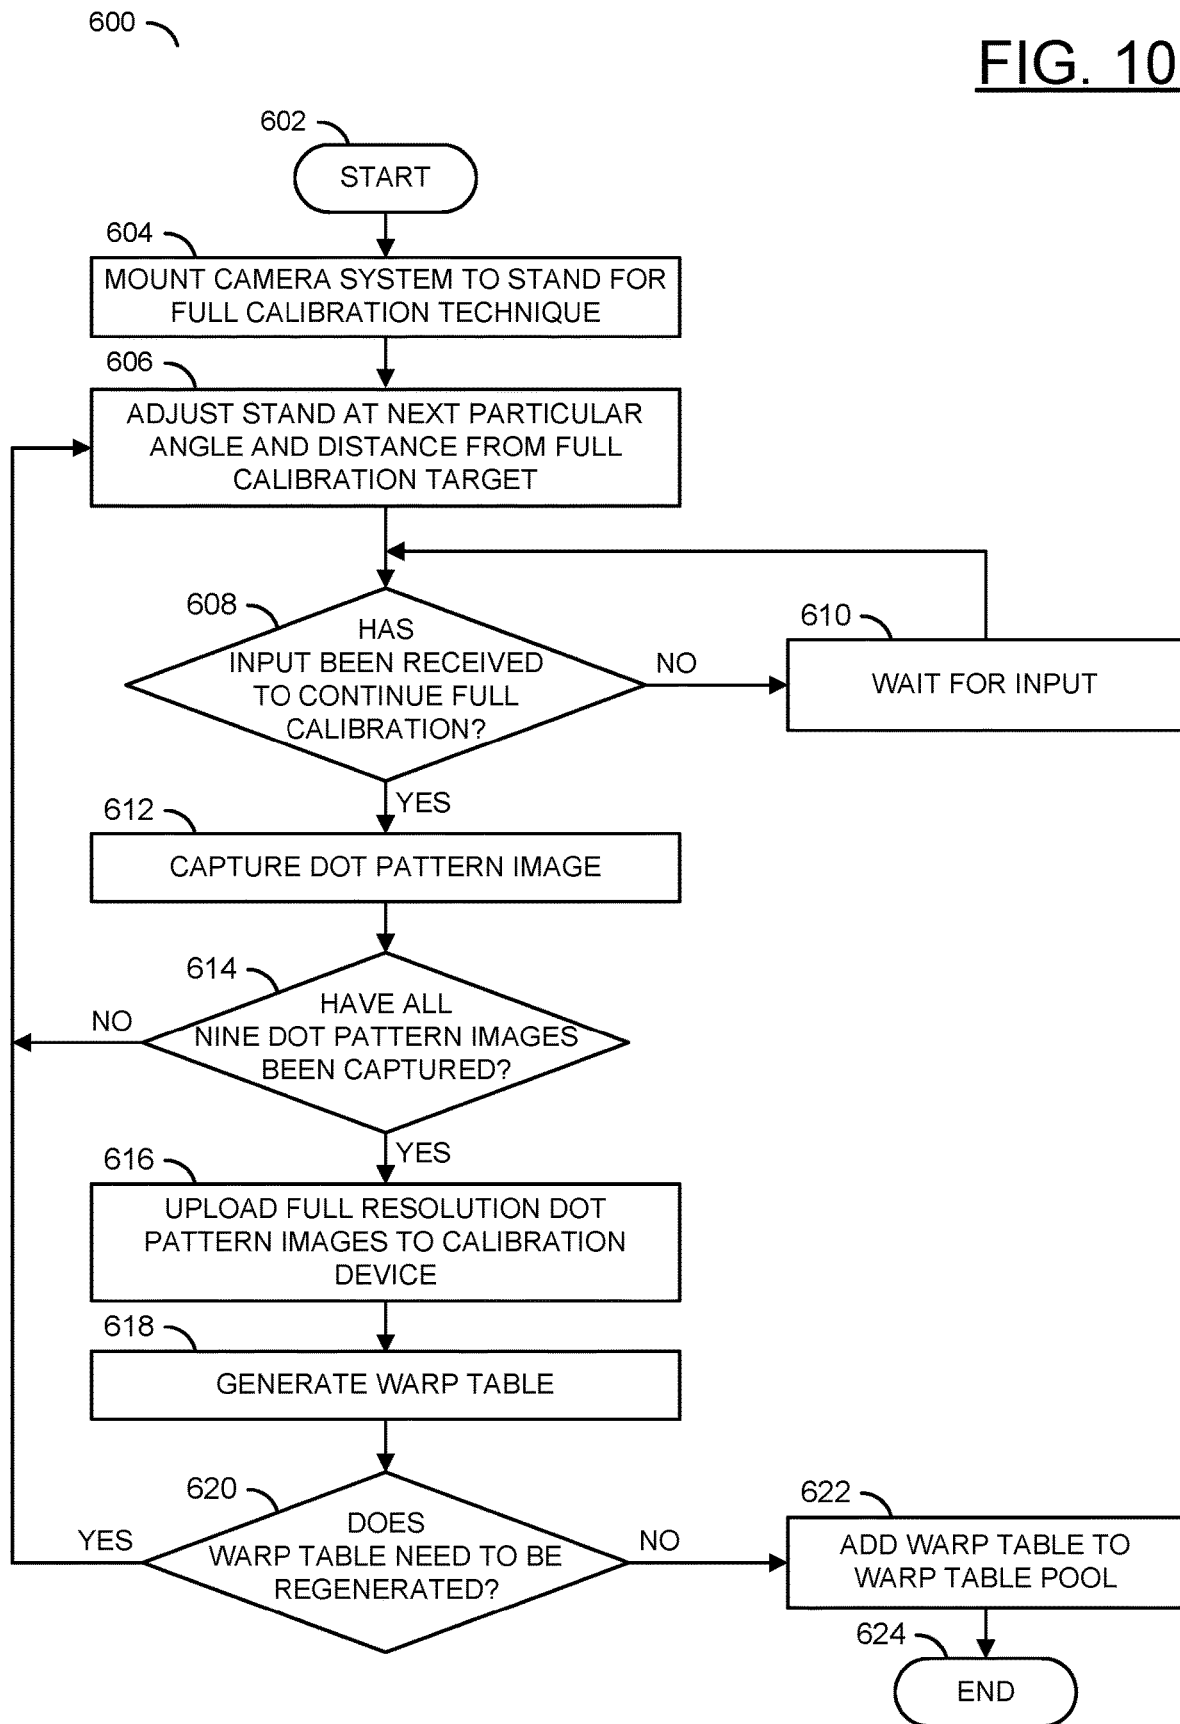 600
FIG. 10
602
START
604
MOUNT CAMERA SYSTEM TO STAND FOR
FULL CALIBRATION TECHNIQUE
606
ADJUST STAND AT NEXT PARTICULAR
ANGLE AND DISTANCE FROM FULL
CALIBRATION TARGET
608
HAS
INPUT BEEN RECEIVED
TO CONTINUE FULL
CALIBRATION?
NO
610
WAIT FOR INPUT
YES
612
CAPTURE DOT PATTERN IMAGE
614
HAVE ALL
NINE DOT PATTERN IMAGES
BEEN CAPTURED?
NO
YES
616
UPLOAD FULL RESOLUTION DOT
PATTERN IMAGES TO CALIBRATION
DEVICE
618
GENERATE WARP TABLE
620
DOES
WARP TABLE NEED TO BE
REGENERATED?
YES
NO
622
ADD WARP TABLE TO
WARP TABLE POOL
624
END